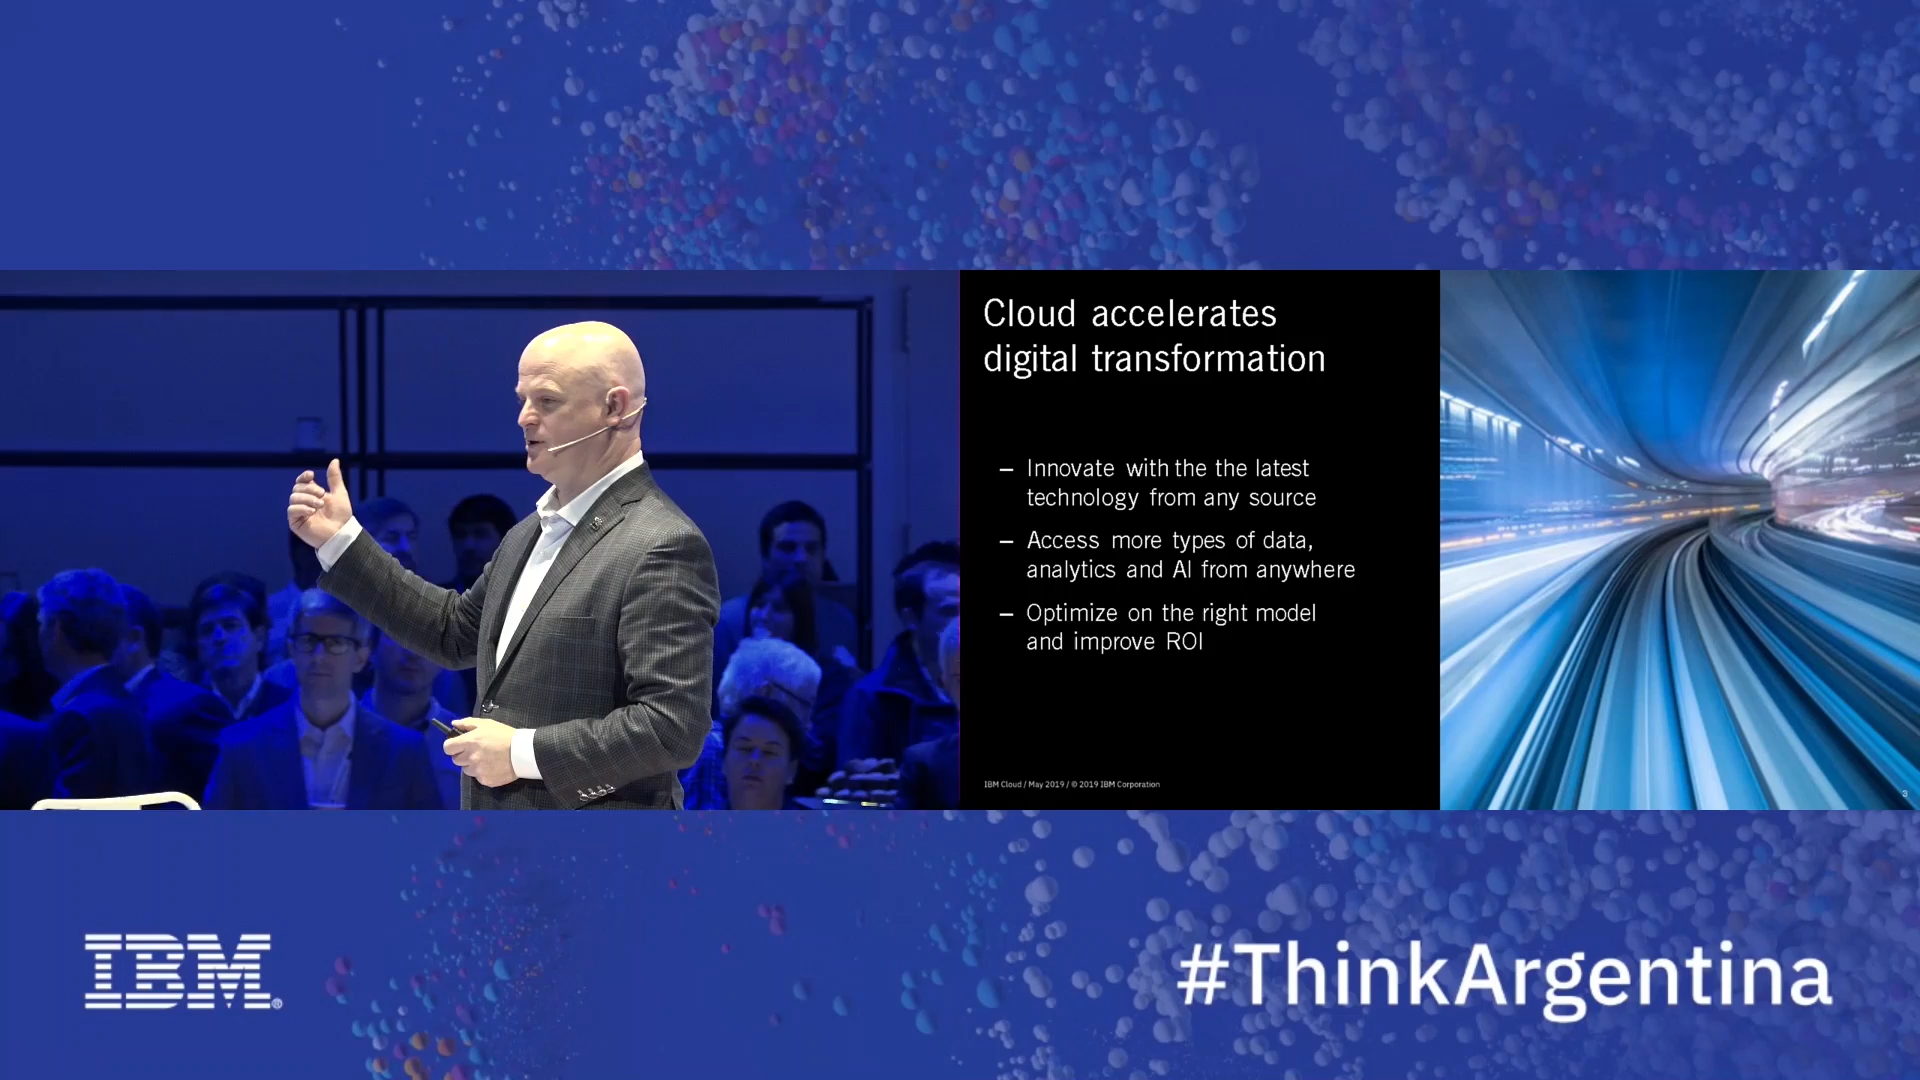 Cloud accelerates
digital transformation
– Innovate with the the latest
technology from any source
– Access more types of data,
analytics and AI from anywhere
– Optimize on the right model
and improve ROI
IBM Cloud / May 2019 / © 2019 IBM Corporation
3
IBM®
#ThinkArgentina